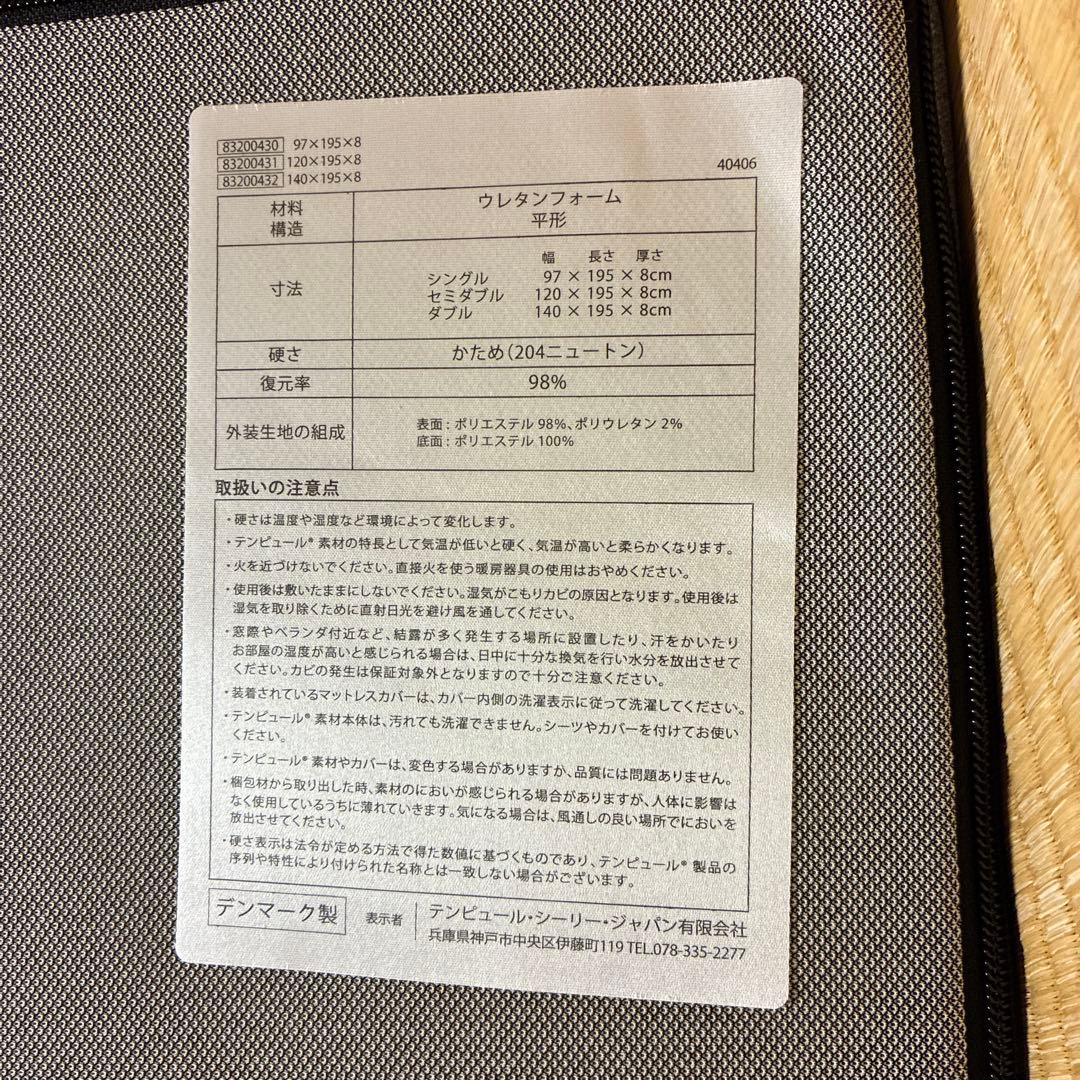 83200430 97×195×8
83200431 120×195×8
83200432 140×195×8
40406
材料
構造
ウレタンフォーム
平形
寸法
幅 長さ 厚さ
シングル 97 × 195 × 8cm
セミダブル 120 × 195 × 8cm
ダブル 140 × 195 × 8cm
硬さ かため(204ニュートン)
復元率 98%
外装生地の組成
表面:ポリエステル 98%、ポリウレタン 2%
底面:ポリエステル 100%
取扱いの注意点
・硬さは温度や湿度など環境によって変化します。
・テンピュール®素材の特長として気温が低いと硬く、気温が高いと柔らかくなります。
・火を近づけないでください。直接火を使う暖房器具の使用はおやめください。
・使用後は敷いたままにしないでください。湿気がこもりカビの原因となります。使用後は
湿気を取り除くために直射日光を避け風を通してください。
・窓際やベランダ付近など、結露が多く発生する場所に設置したり、汗をかいたり
お部屋の湿度が高いと感じられる場合は、日中に十分な換気を行い水分を放出させて
ください。カビの発生は保証対象外となりますので十分ご注意ください。
・装着されているマットレスカバーは、カバー内側の洗濯表示に従って洗濯してください。
・テンピュール®素材本体は、汚れても洗濯できません。シーツやカバーを付けてお使い
ください。
・テンピュール®素材やカバーは、変色する場合がありますが、品質には問題ありません。
・梱包材から取り出した時、素材のにおいが感じられる場合がありますが、人体に影響は
なく使用しているうちに薄れていきます。気になる場合は、風通しの良い場所でにおいを
放出させてください。
・硬さ表示は法令が定める方法で得た数値に基づくものであり、テンピュール®製品の
序列や特性により付けられた名称とは一致しない場合がございます。
デンマーク製 表示者 テンピュール・シーリー・ジャパン有限会社
兵庫県神戸市中央区伊藤町119 TEL.078-335-2277